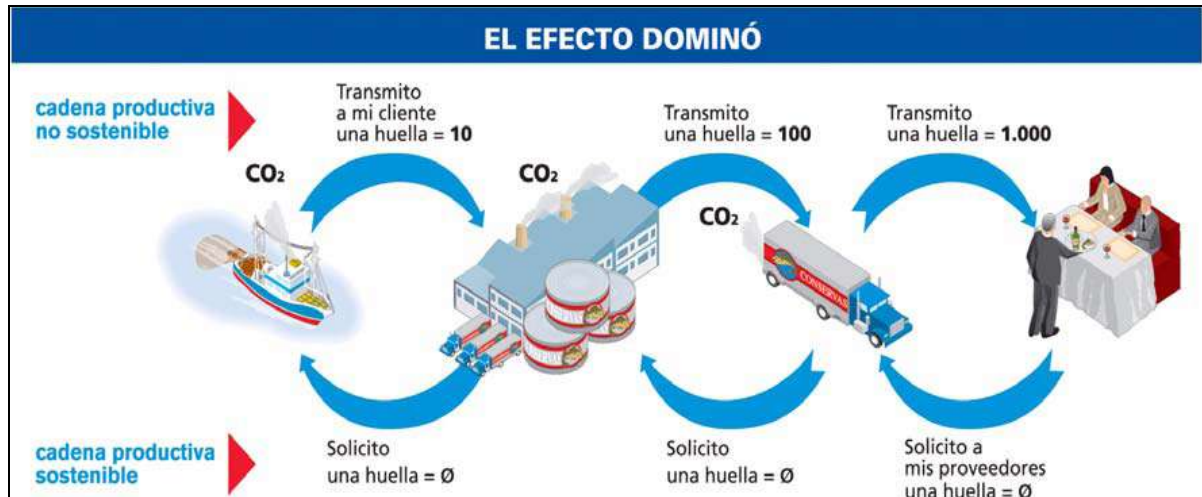 EL EFECTO DOMINÓ
cadena productiva
no sostenible
Transmito
a mi cliente
una huella = 10
Transmito
una huella = 100
Transmito
una huella = 1.000
CO₂
CO₂
CO₂
CONSERVAS
cadena productiva
sostenible
Solicito
una huella = Ø
Solicito
una huella = Ø
Solicito a
mis proveedores
una huella = Ø